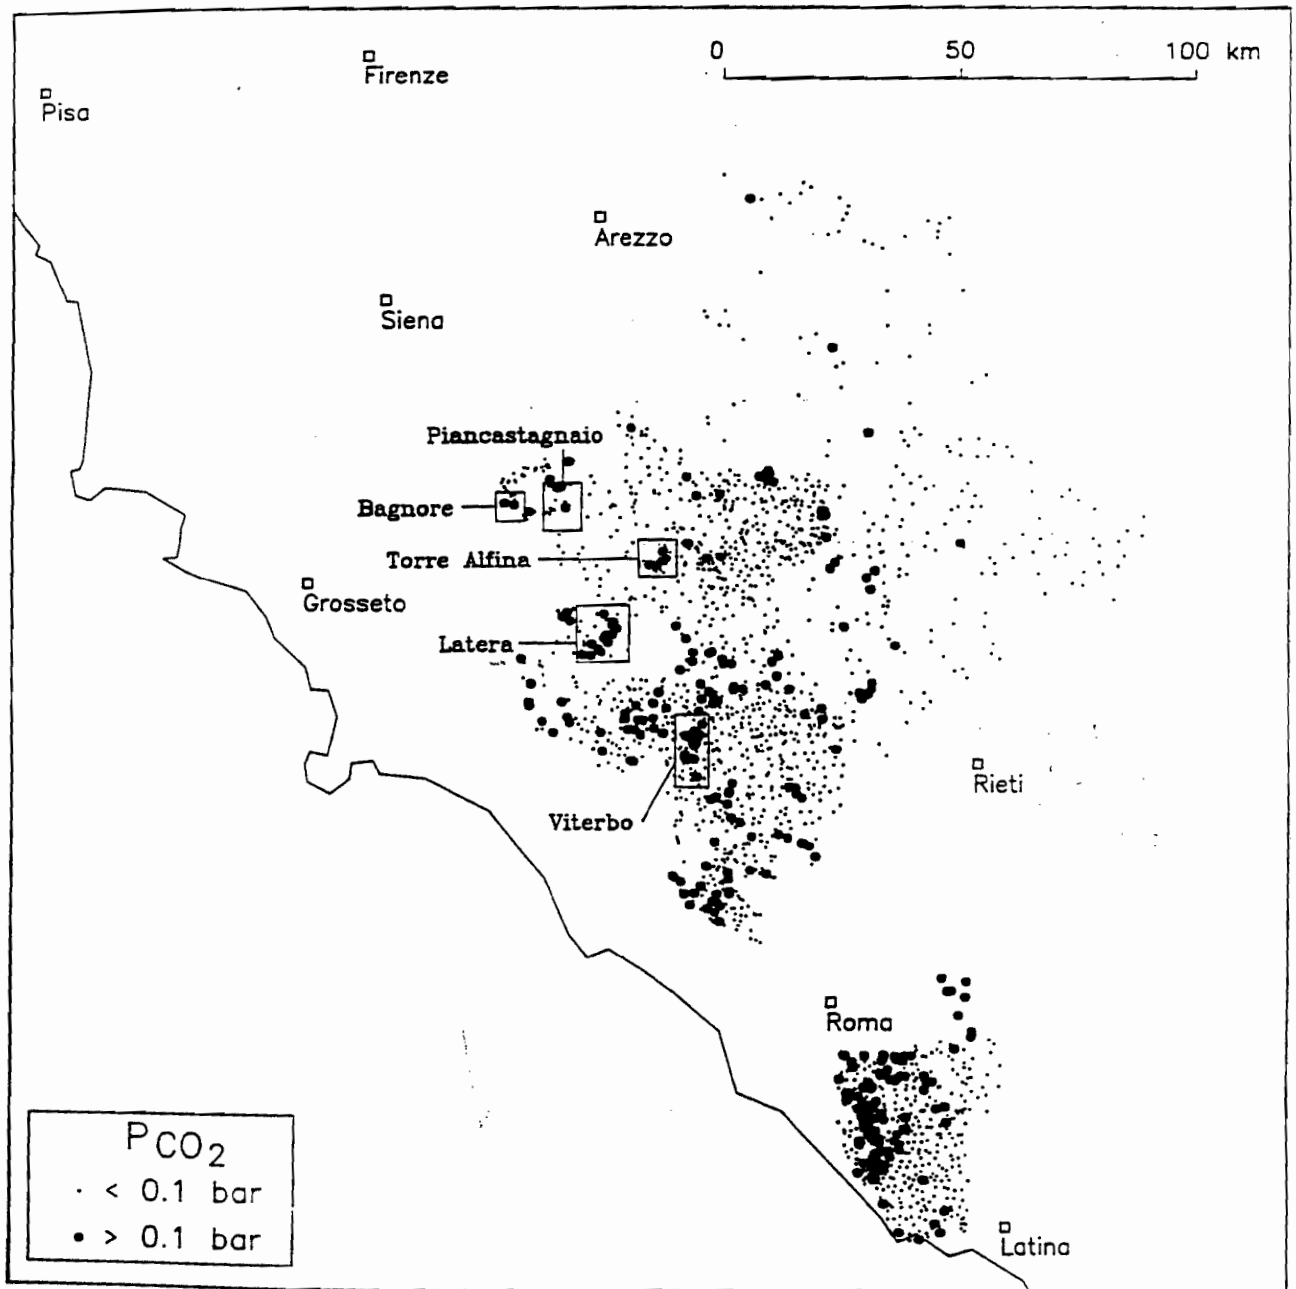 0 50 100 km
Firenze
Pisa
Arezzo
Siena
Piancastagnaio
Bagnore
Torre Alfina
Grosseto
Latera
Rieti
Viterbo
Roma
PCO2
· < 0.1 bar
• > 0.1 bar
Latina